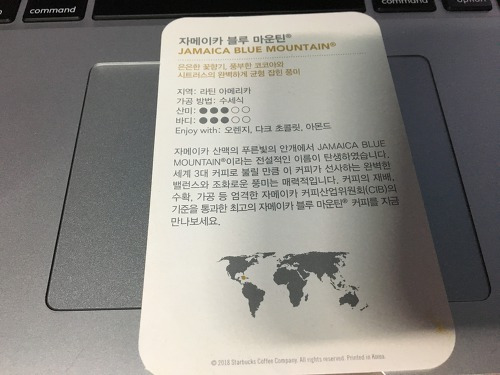 command
command
option
자메이카 블루 마운틴®
JAMAICA BLUE MOUNTAIN®
은은한 꽃향기, 풍부한 코코아와
시트러스의 완벽하게 균형 잡힌 풍미
지역: 라틴 아메리카
가공 방법: 수세식
산미: ●●●○○
바디: ●●●○○
Enjoy with: 오렌지, 다크 초콜릿, 아몬드
자메이카 산맥의 푸른빛의 안개에서 JAMAICA BLUE
MOUNTAIN®이라는 전설적인 이름이 탄생하였습니다.
세계 3대 커피로 불릴 만큼 이 커피가 선사하는 완벽한
밸런스와 조화로운 풍미는 매력적입니다. 커피의 재배,
수확, 가공 등 엄격한 자메이카 커피산업위원회(CIB)의
기준을 통과한 최고의 자메이카 블루 마운틴® 커피를 지금
만나보세요.
© 2016 Starbucks Coffee Company. All rights reserved. Printed in Korea.